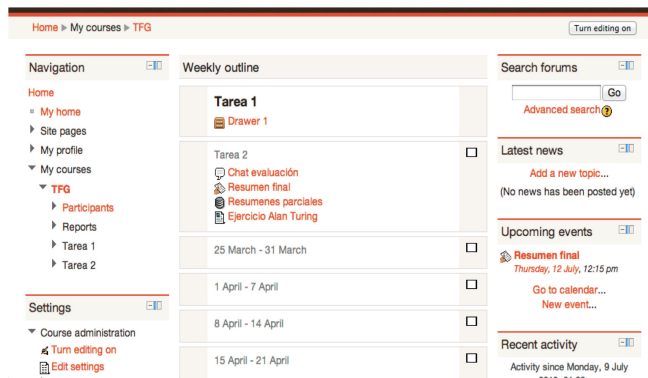 Home ▶ My courses ▶ TFG
Turn editing on
Navigation
Home
My home
Site pages
My profile
My courses
TFG
Participants
Reports
Tarea 1
Tarea 2
Settings
Course administration
Turn editing on
Edit settings
Weekly outline
Tarea 1
Drawer 1
Tarea 2
Chat evaluación
Resumen final
Resumenes parciales
Ejercicio Alan Turing
25 March - 31 March
1 April - 7 April
8 April - 14 April
15 April - 21 April
Search forums
Go
Advanced search
Latest news
Add a new topic...
(No news has been posted yet)
Upcoming events
Resumen final
Thursday, 12 July, 12:15 pm
Go to calendar...
New event...
Recent activity
Activity since Monday, 9 July